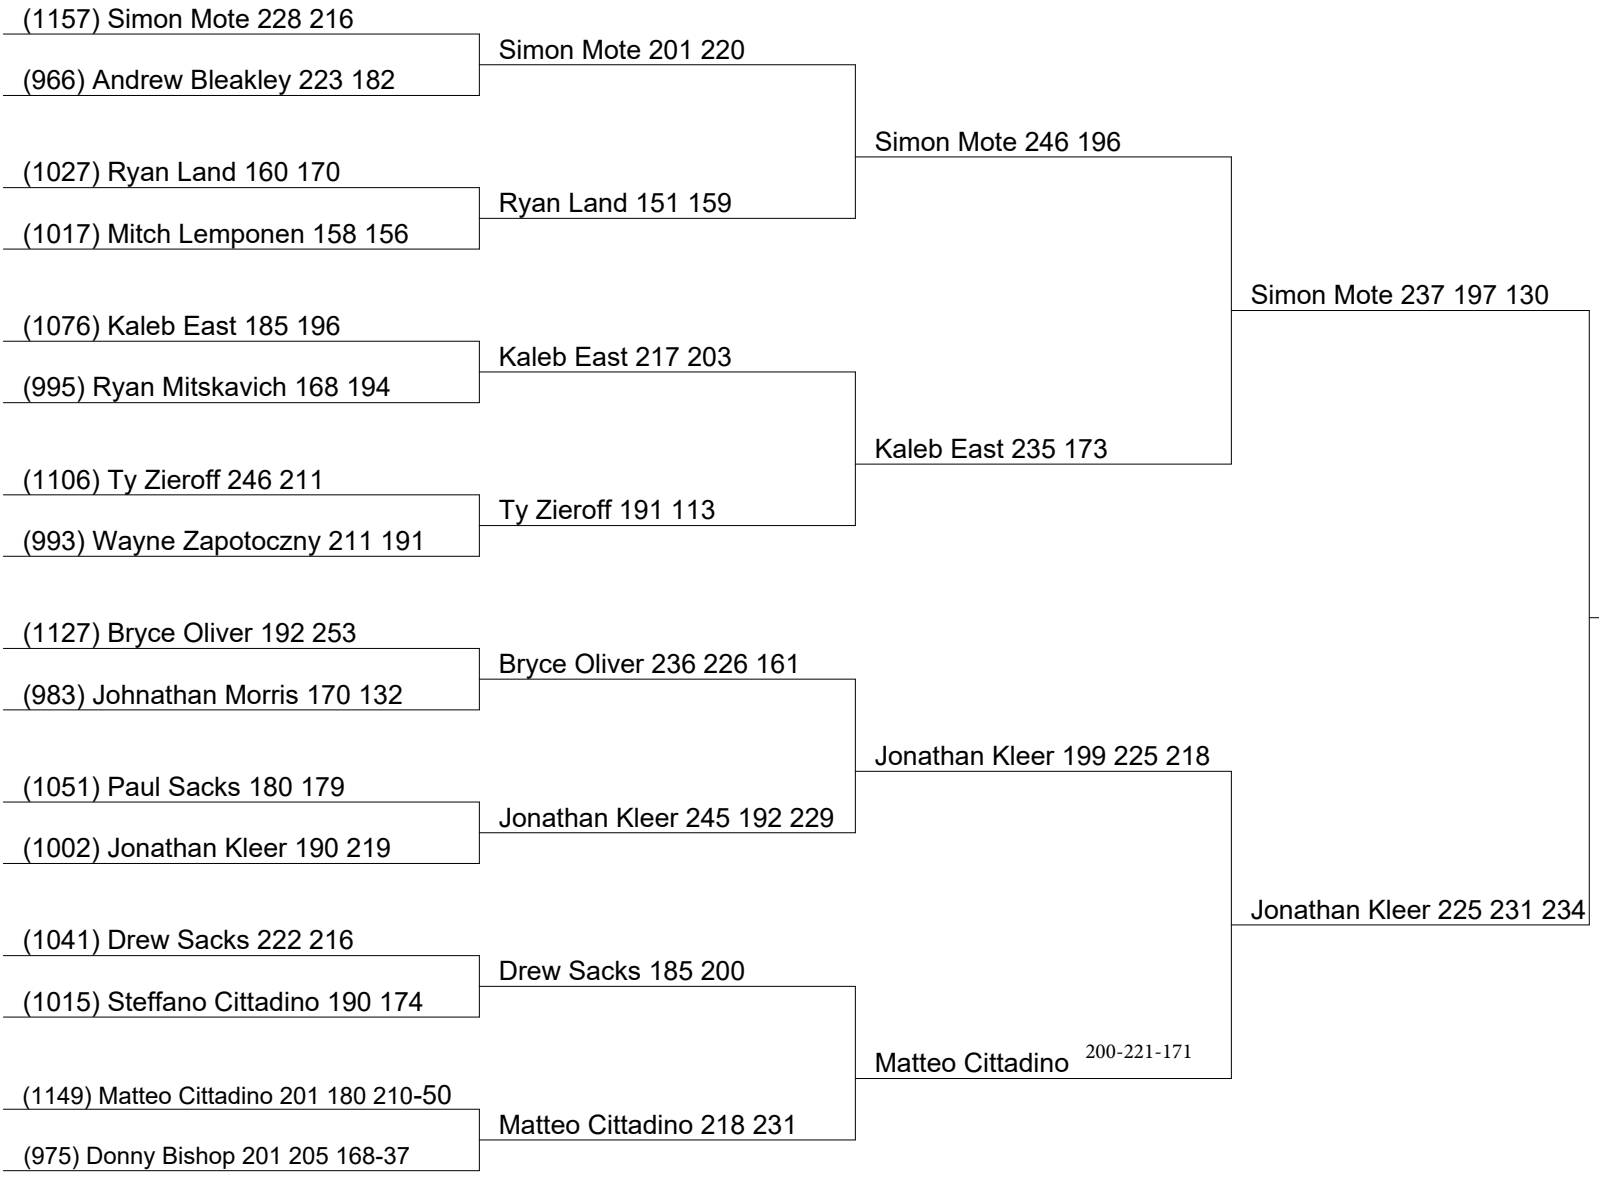 (1157) Simon Mote 228 216
(966) Andrew Bleakley 223 182
(1027) Ryan Land 160 170
(1017) Mitch Lemponen 158 156
(1076) Kaleb East 185 196
(995) Ryan Mitskavich 168 194
(1106) Ty Zieroff 246 211
(993) Wayne Zapotoczny 211 191
(1127) Bryce Oliver 192 253
(983) Johnathan Morris 170 132
(1051) Paul Sacks 180 179
(1002) Jonathan Kleer 190 219
(1041) Drew Sacks 222 216
(1015) Steffano Cittadino 190 174
(1149) Matteo Cittadino 201 180 210-50
(975) Donny Bishop 201 205 168-37
Simon Mote 201 220
Ryan Land 151 159
Kaleb East 217 203
Ty Zieroff 191 113
Bryce Oliver 236 226 161
Jonathan Kleer 245 192 229
Drew Sacks 185 200
Matteo Cittadino 218 231
Simon Mote 246 196
Kaleb East 235 173
Jonathan Kleer 199 225 218
Matteo Cittadino 200-221-171
Simon Mote 237 197 130
Jonathan Kleer 225 231 234